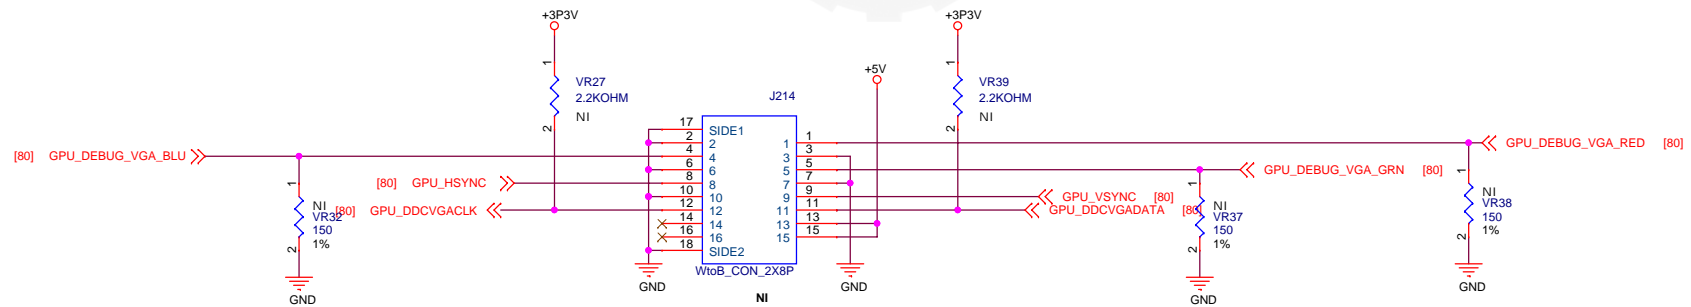 +3P3V
+3P3V
+5V
1
VR27
2.2KOHM
NI
2
1
VR39
2.2KOHM
NI
2
J214
17 SIDE1
2 2
4 4
6 6
8 8
10 10
12 12
14 14
16 16
18 SIDE2
1 1
3 3
5 5
7 7
9 9
11 11
13 13
15 15
WtoB_CON_2X8P
NI
GND
GND
[80] GPU_DEBUG_VGA_BLU
[80] GPU_HSYNC
[80] GPU_DDCVGACLK
GPU_DEBUG_VGA_RED [80]
GPU_DEBUG_VGA_GRN [80]
GPU_VSYNC [80]
GPU_DDCVGADATA [80]
1
NI
VR32
150
1%
2
GND
1
NI
VR37
150
1%
2
GND
1
NI
VR38
150
1%
2
GND